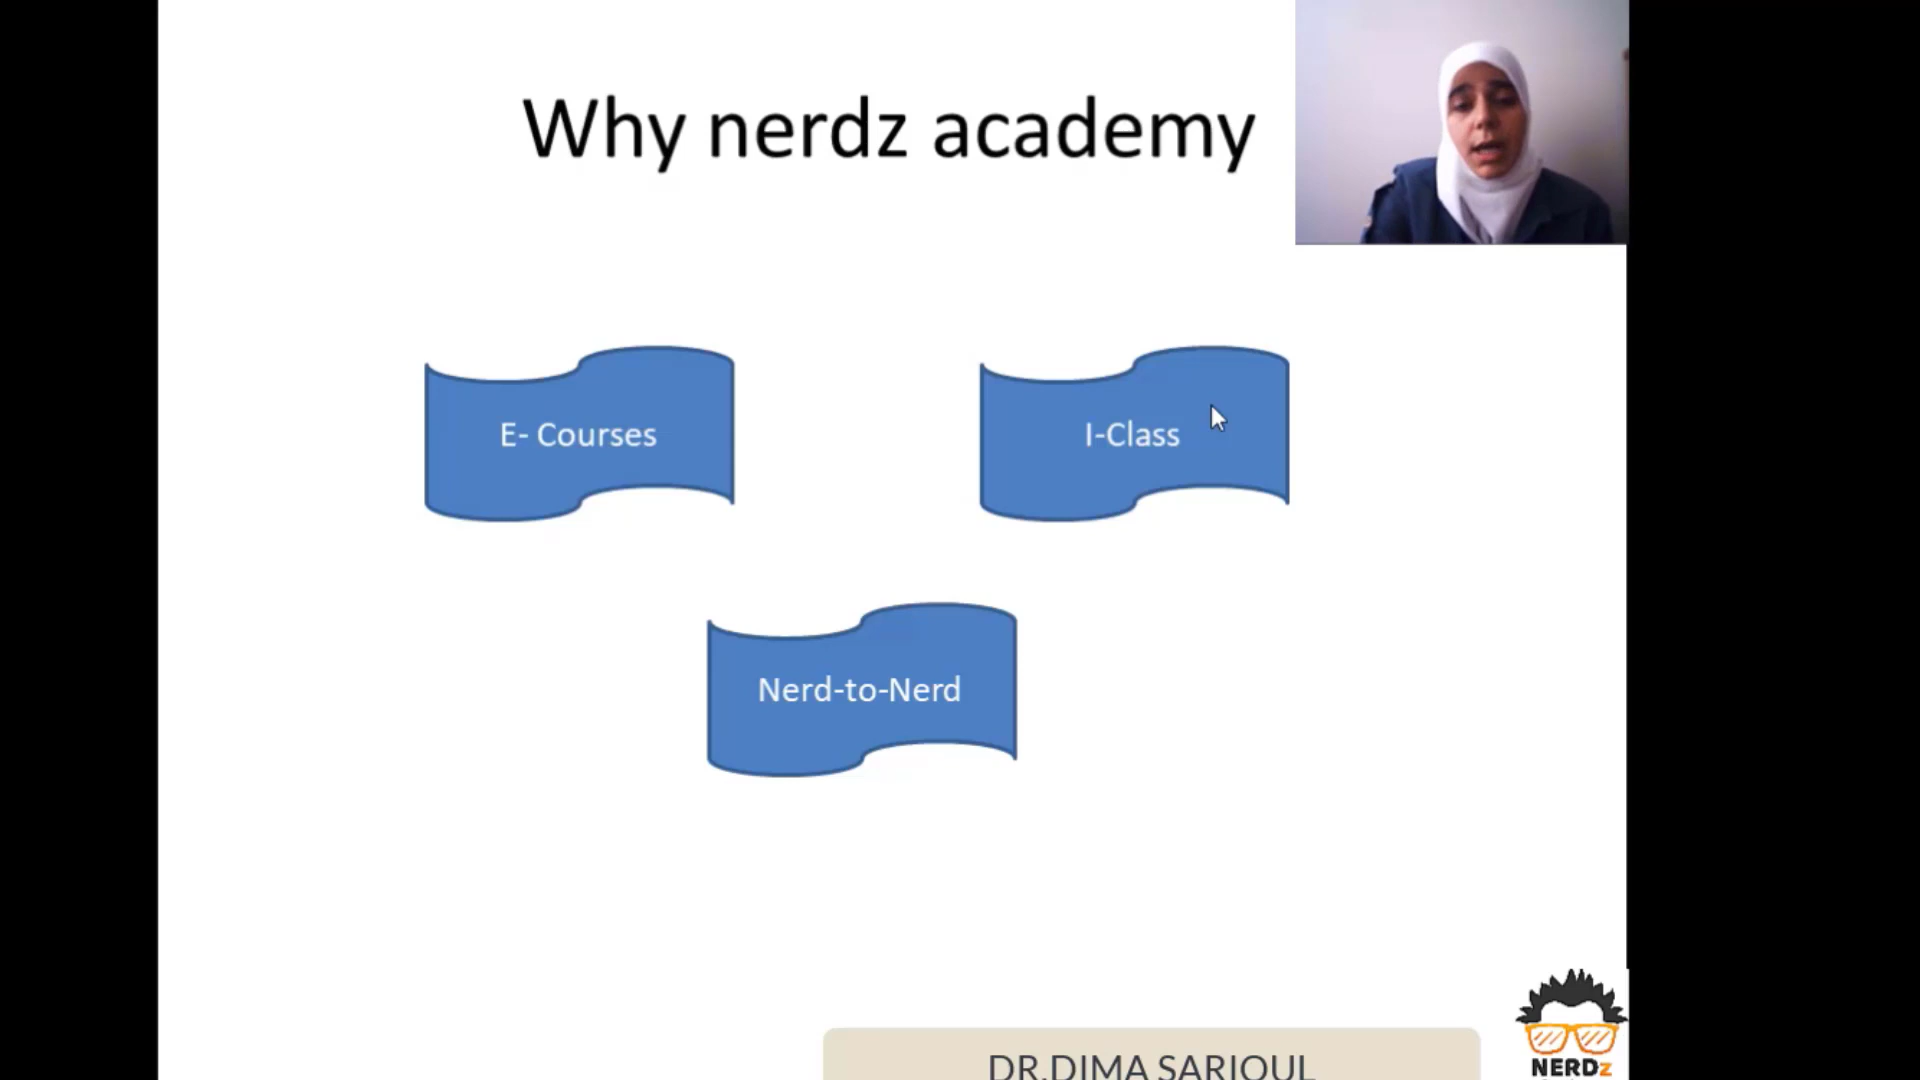 Why nerdz academy
E- Courses
I-Class
Nerd-to-Nerd
DR.DIMA SARIOUL
NERDz